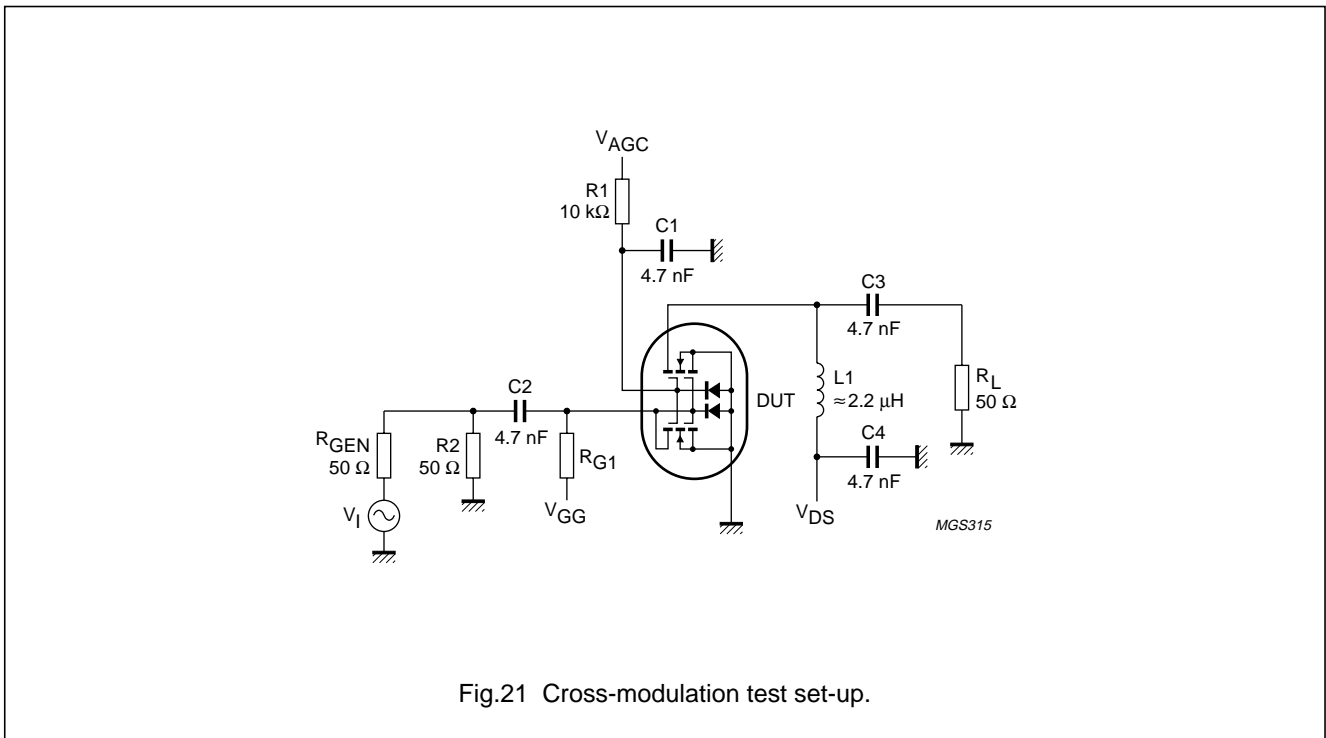 VAGC
R1
10 kΩ
C1
4.7 nF
C3
4.7 nF
L1
≈2.2 μH
RL
50 Ω
DUT
C2
4.7 nF
RGEN
50 Ω
R2
50 Ω
RG1
C4
4.7 nF
VI
VGG
VDS
MGS315
Fig.21 Cross-modulation test set-up.